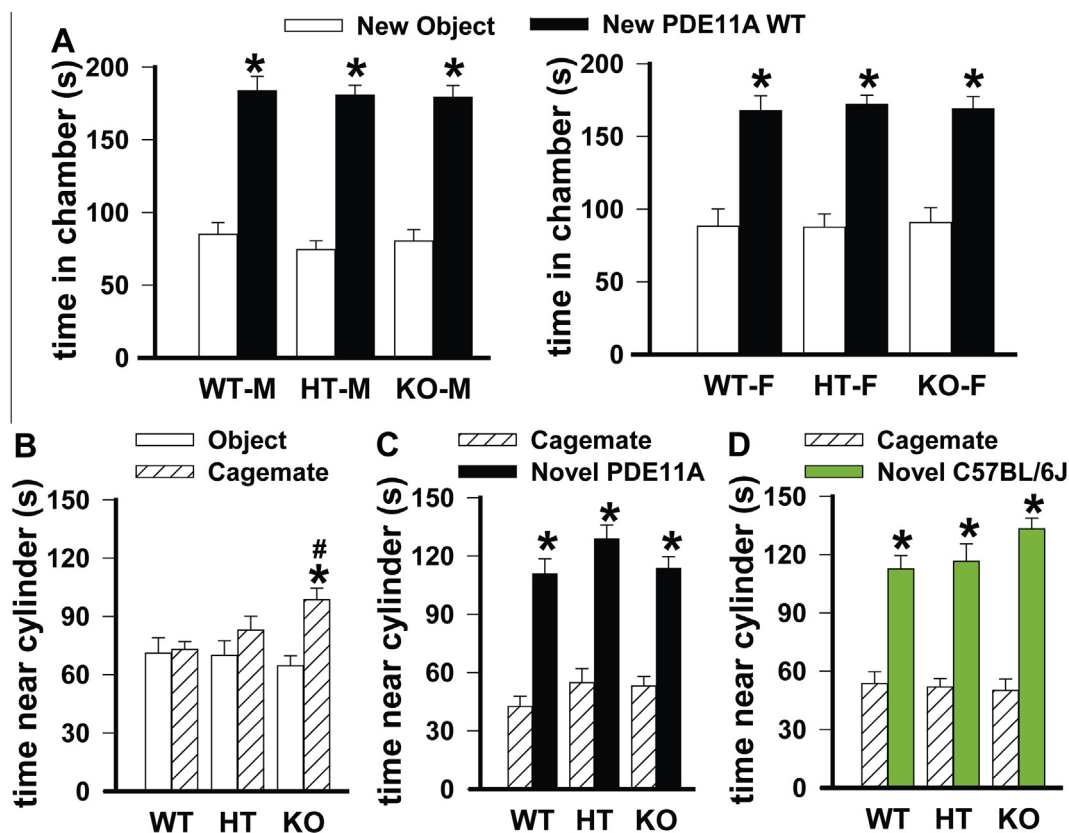 New Object New PDE11A WT
A
time in chamber (s)
200
150
100
50
0
* * *
WT-M HT-M KO-M
time in chamber (s)
200
150
100
50
0
* * *
WT-F HT-F KO-F
B
Object
Cagemate
time near cylinder (s)
150
120
90
60
30
0
#
*
WT HT KO
C
Cagemate
Novel PDE11A
time near cylinder (s)
150
120
90
60
30
0
* * *
WT HT KO
D
Cagemate
Novel C57BL/6J
time near cylinder (s)
150
120
90
60
30
0
* * *
WT HT KO